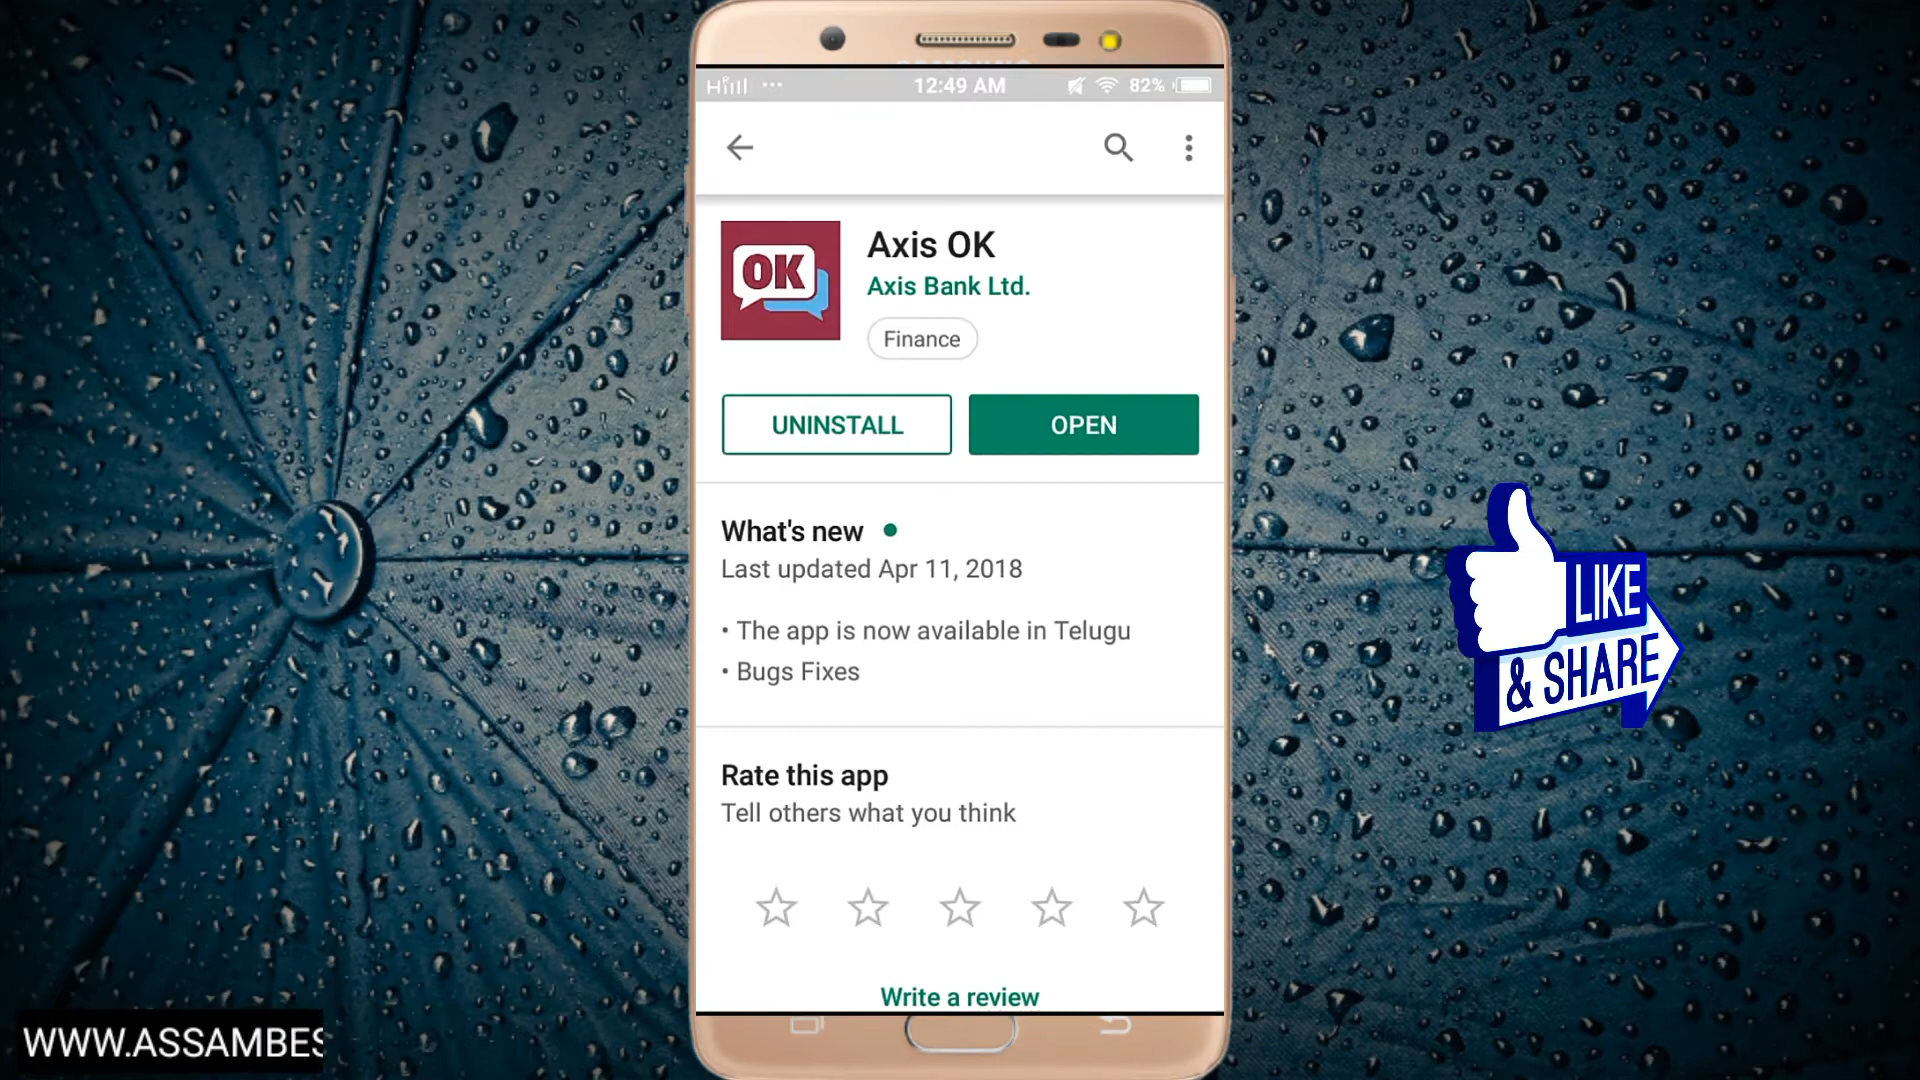 12:49 AM
82%
OK
Axis OK
Axis Bank Ltd.
Finance
UNINSTALL
OPEN
What's new
Last updated Apr 11, 2018
• The app is now available in Telugu
• Bugs Fixes
Rate this app
Tell others what you think
Write a review
LIKE
& SHARE
WWW.ASSAMBES